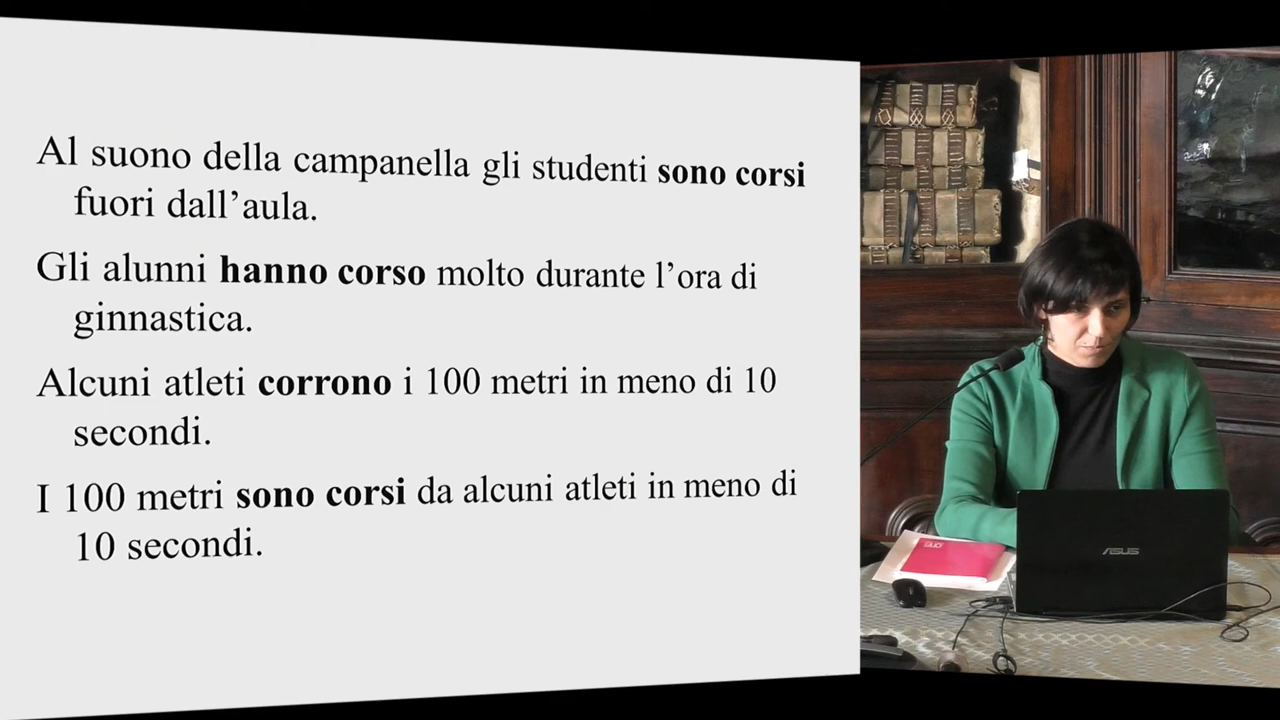 Al suono della campanella gli studenti sono corsi
fuori dall’aula.
Gli alunni hanno corso molto durante l’ora di
ginnastica.
Alcuni atleti corrono i 100 metri in meno di 10
secondi.
I 100 metri sono corsi da alcuni atleti in meno di
10 secondi.
ASUS